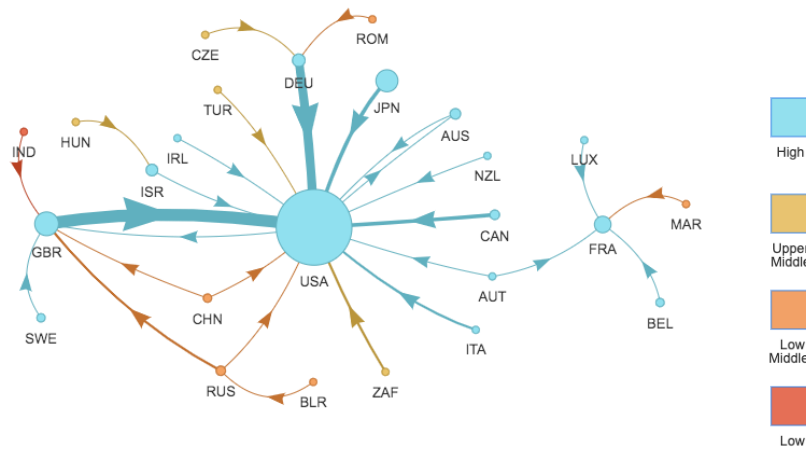 ROM
CZE
DEU
JPN
TUR
AUS
HUN
IND
IRL
LUX
ISR
NZL
High
CAN
MAR
GBR
FRA
Upper
Middle
USA
AUT
CHN
BEL
SWE
ITA
Low
Middle
RUS
ZAF
BLR
Low